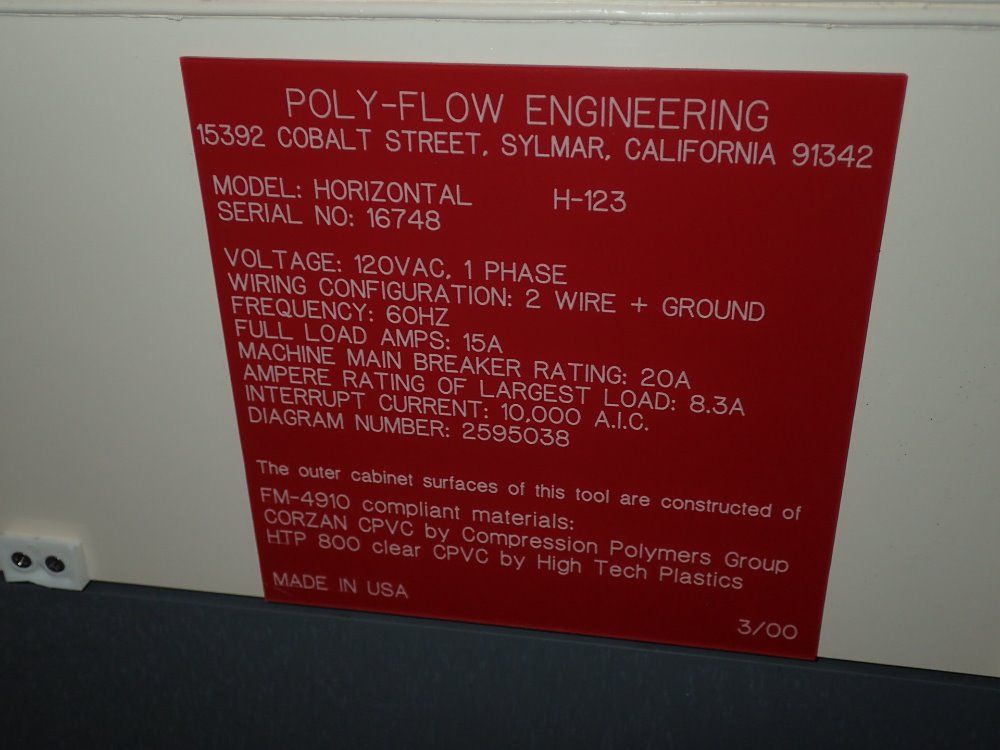 POLY-FLOW ENGINEERING
15392 COBALT STREET, SYLMAR, CALIFORNIA 91342
MODEL: HORIZONTAL H-123
SERIAL NO: 16748
VOLTAGE: 120VAC, 1 PHASE
WIRING CONFIGURATION: 2 WIRE + GROUND
FREQUENCY: 60HZ
FULL LOAD AMPS: 15A
MACHINE MAIN BREAKER RATING: 20A
AMPERE RATING OF LARGEST LOAD: 8.3A
INTERRUPT CURRENT: 10,000 A.I.C.
DIAGRAM NUMBER: 2595038
The outer cabinet surfaces of this tool are constructed of
FM-4910 compliant materials:
CORZAN CPVC by Compression Polymers Group
HTP 800 clear CPVC by High Tech Plastics
MADE IN USA
3/00